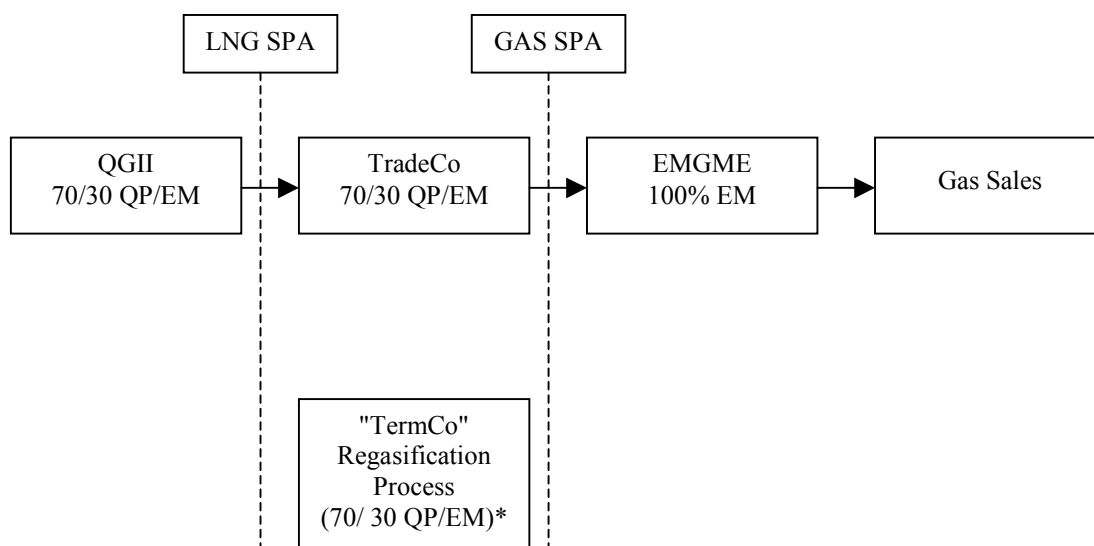 LNG SPA
GAS SPA
QGII
70/30 QP/EM
TradeCo
70/30 QP/EM
EMGME
100% EM
Gas Sales
"TermCo"
Regasification
Process
(70/ 30 QP/EM)*